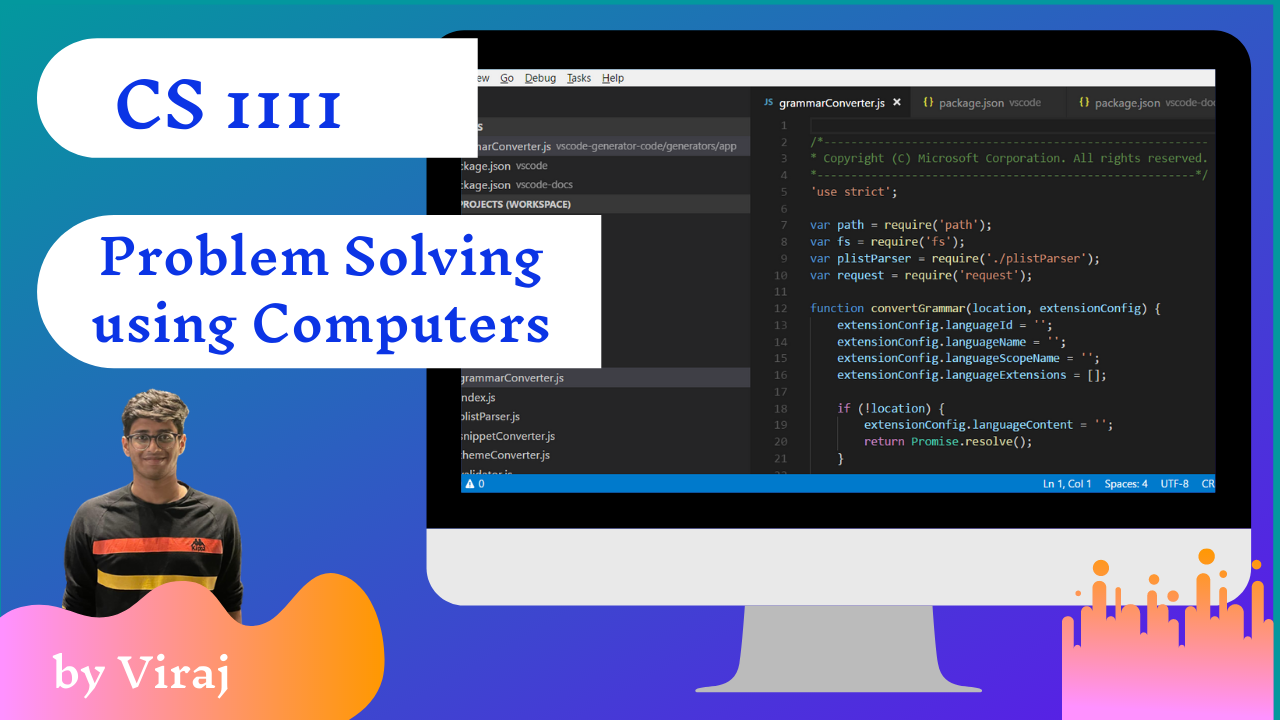 CS 1111
Problem Solving
using Computers
by Viraj
ew Go Debug Tasks Help
S
marConverter.js vscode-generator-code/generators/app
ckage.json vscode
ckage.json vscode-docs
PROJECTS (WORKSPACE)
grammarConverter.js
index.js
plistParser.js
snippetConverter.js
themeConverter.js
validator.js
JS grammarConverter.js × {} package.json vscode {} package.json vscode-doc
1
2 /*---------------------------------------------------------
3 * Copyright (C) Microsoft Corporation. All rights reserved.
4 *--------------------------------------------------------*/
5 'use strict';
6
7 var path = require('path');
8 var fs = require('fs');
9 var plistParser = require('./plistParser');
10 var request = require('request');
11
12 function convertGrammar(location, extensionConfig) {
13 extensionConfig.languageId = '';
14 extensionConfig.languageName = '';
15 extensionConfig.languageScopeName = '';
16 extensionConfig.languageExtensions = [];
17
18 if (!location) {
19 extensionConfig.languageContent = '';
20 return Promise.resolve();
21 }
0 Ln 1, Col 1 Spaces: 4 UTF-8 CR
Kappa